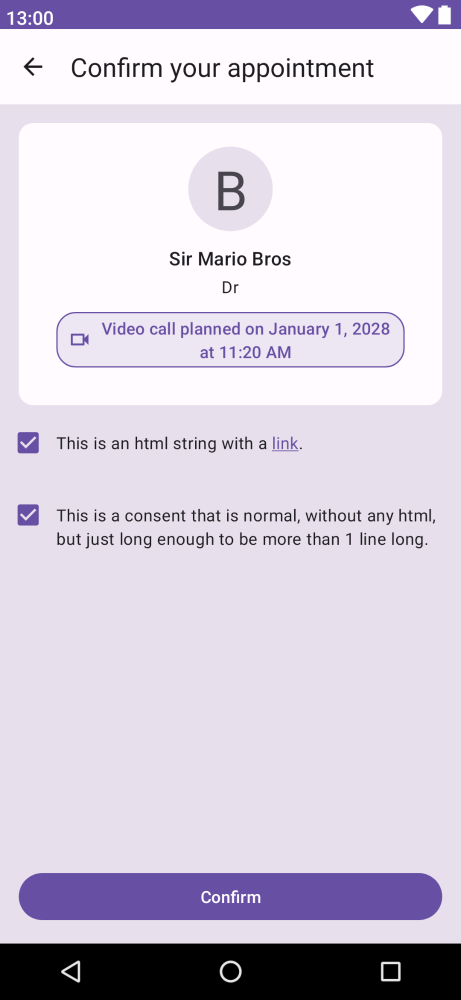 13:00
Confirm your appointment
B
Sir Mario Bros
Dr
Video call planned on January 1, 2028
at 11:20 AM
This is an html string with a link.
This is a consent that is normal, without any html,
but just long enough to be more than 1 line long.
Confirm